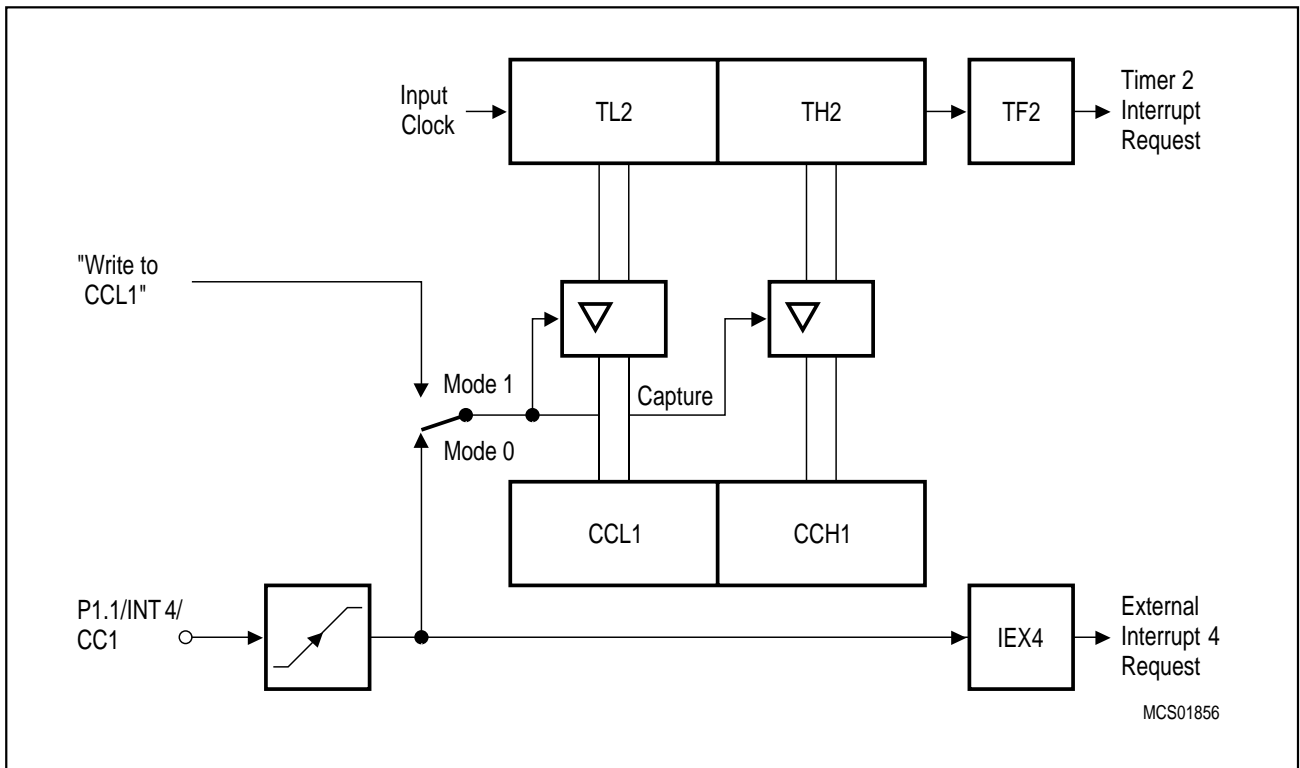 Input
Clock
TL2
TH2
TF2
Timer 2
Interrupt
Request
"Write to
CCL1"
Mode 1
Capture
Mode 0
CCL1
CCH1
P1.1/INT 4/
CC1
IEX4
External
Interrupt 4
Request
MCS01856